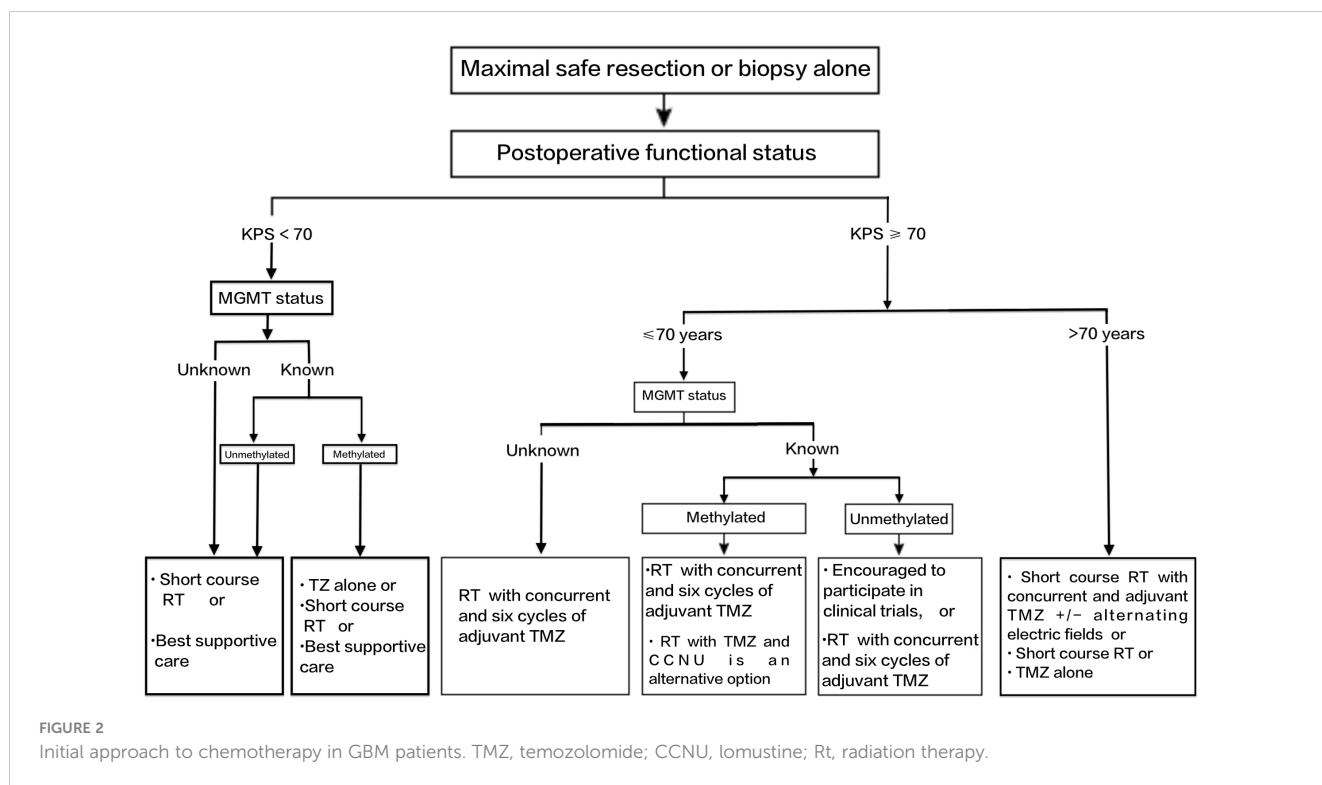 Maximal safe resection or biopsy alone
Postoperative functional status
KPS < 70
KPS ⩾ 70
MGMT status
⩽70 years
>70 years
Unknown
Known
MGMT status
Unmethylated
Methylated
Unknown
Known
Methylated
Unmethylated
· Short course
RT or
·Best supportive
care
· TZ alone or
·Short course
RT or
·Best supportive
care
RT with concurrent
and six cycles of
adjuvant TMZ
·RT with concurrent
and six cycles of
adjuvant TMZ
· RT with TMZ and
CCNU is an
alternative option
· Encouraged to
participate in
clinical trials, or
·RT with concurrent
and six cycles of
adjuvant TMZ
· Short course RT with
concurrent and adjuvant
TMZ +/− alternating
electric fields or
· Short course RT or
· TMZ alone
FIGURE 2
Initial approach to chemotherapy in GBM patients. TMZ, temozolomide; CCNU, lomustine; Rt, radiation therapy.